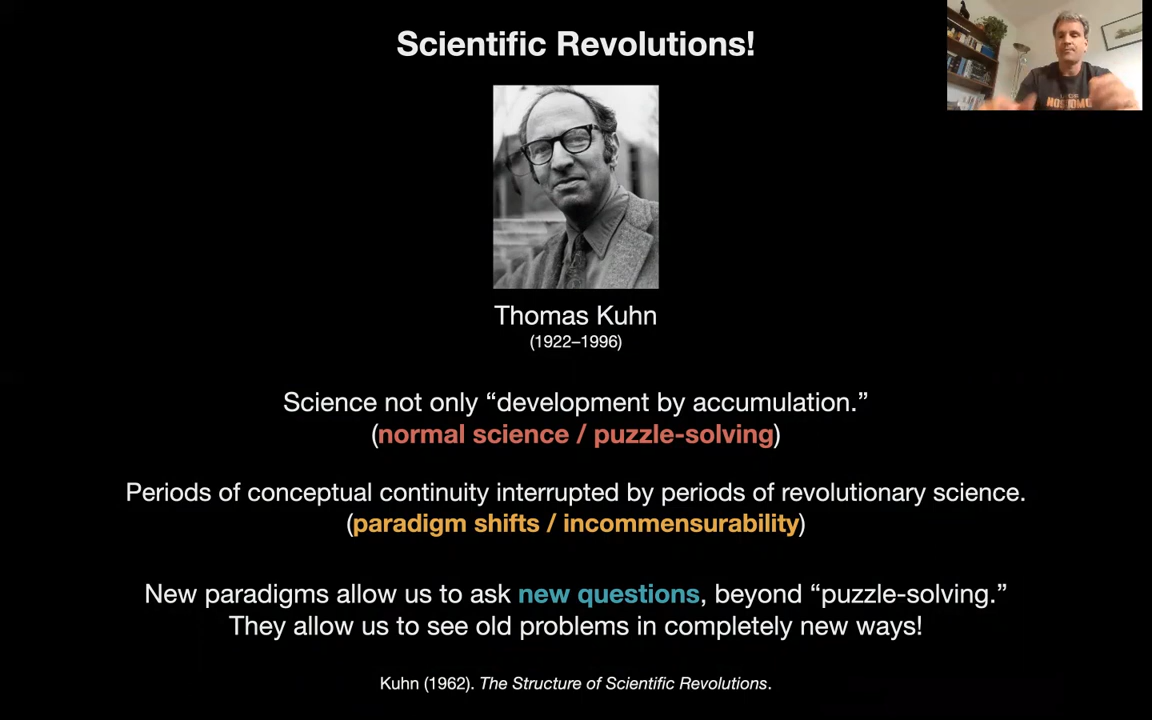 Scientific Revolutions!
Thomas Kuhn
(1922–1996)
Science not only “development by accumulation.”
(normal science / puzzle-solving)
Periods of conceptual continuity interrupted by periods of revolutionary science.
(paradigm shifts / incommensurability)
New paradigms allow us to ask new questions, beyond “puzzle-solving.”
They allow us to see old problems in completely new ways!
Kuhn (1962). The Structure of Scientific Revolutions.